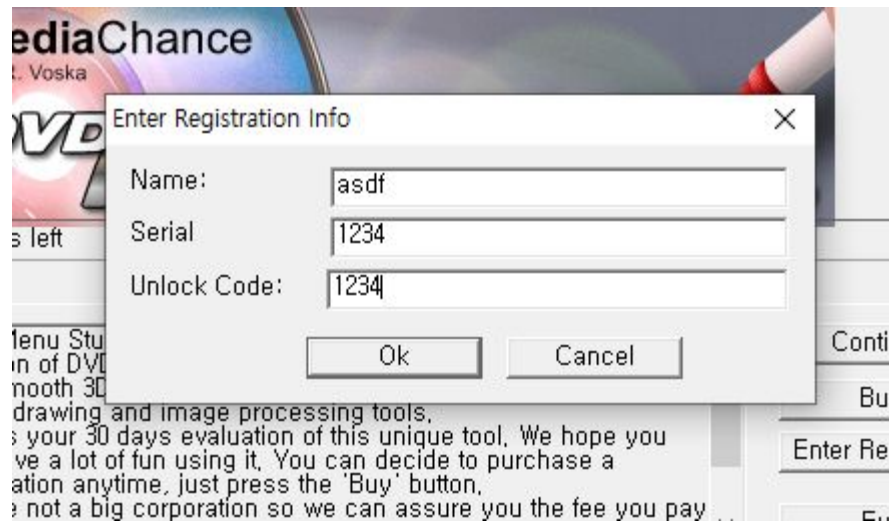 ediaChance
. Voska
DVD
Enter Registration Info
Name:
asdf
Serial
1234
Unlock Code:
1234
Ok
Cancel
s left
Menu Stu
on of DVD
mooth 3D
drawing and image processing tools,
s your 30 days evaluation of this unique tool, We hope you
ve a lot of fun using it, You can decide to purchase a
ation anytime, just press the 'Buy' button,
e not a big corporation so we can assure you the fee you pay
Conti
Bu
Enter Re